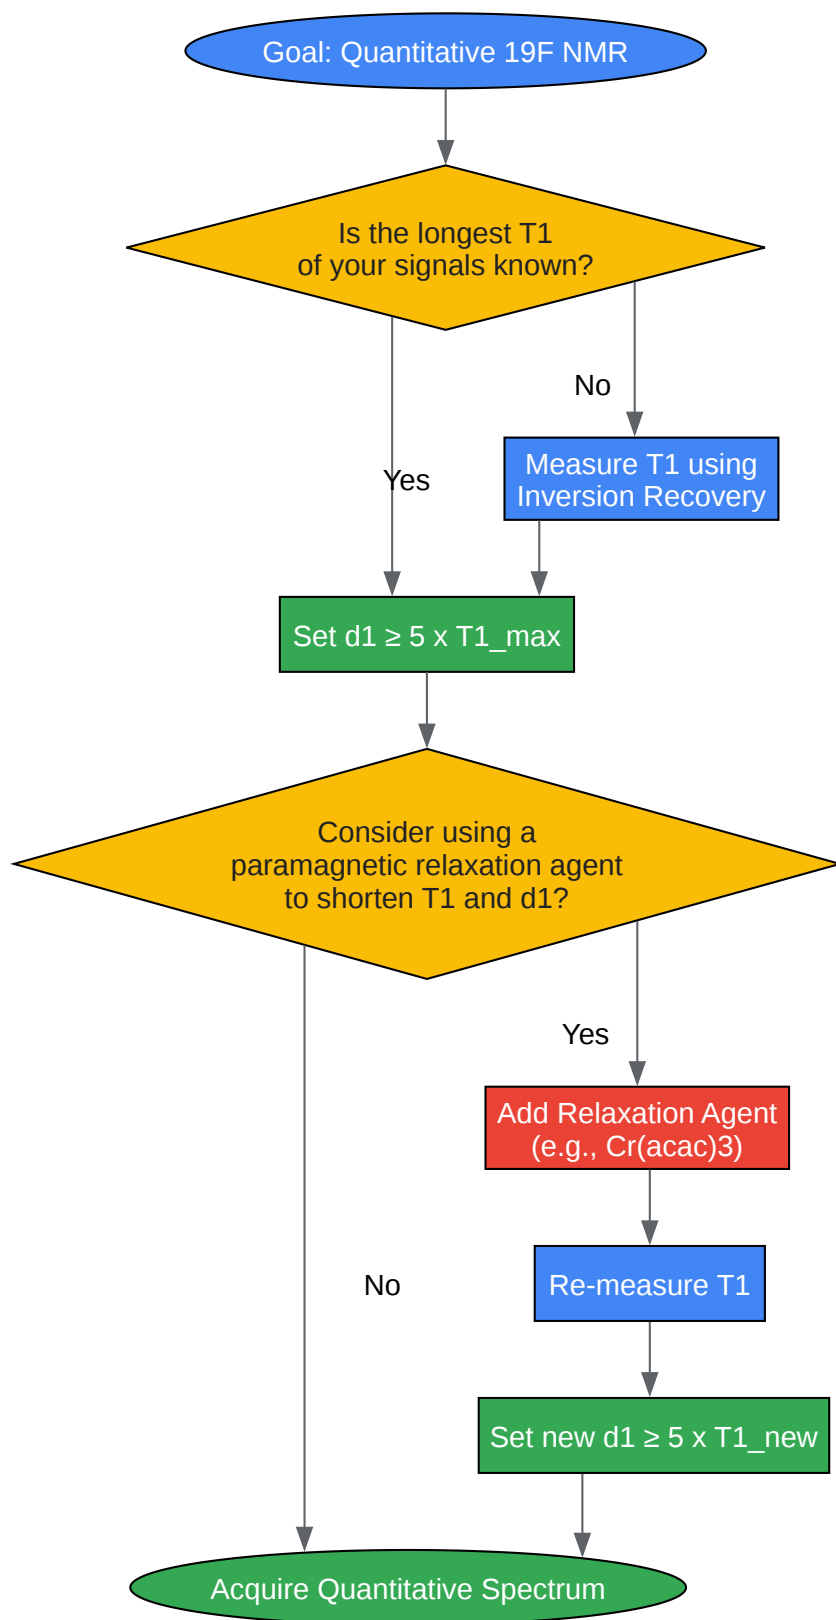 Goal: Quantitative 19F NMR
Is the longest T1
of your signals known?
No
Yes
Measure T1 using
Inversion Recovery
Set d1 ≥ 5 x T1_max
Consider using a
paramagnetic relaxation agent
to shorten T1 and d1?
Yes
Add Relaxation Agent
(e.g., Cr(acac)3)
No
Re-measure T1
Set new d1 ≥ 5 x T1_new
Acquire Quantitative Spectrum